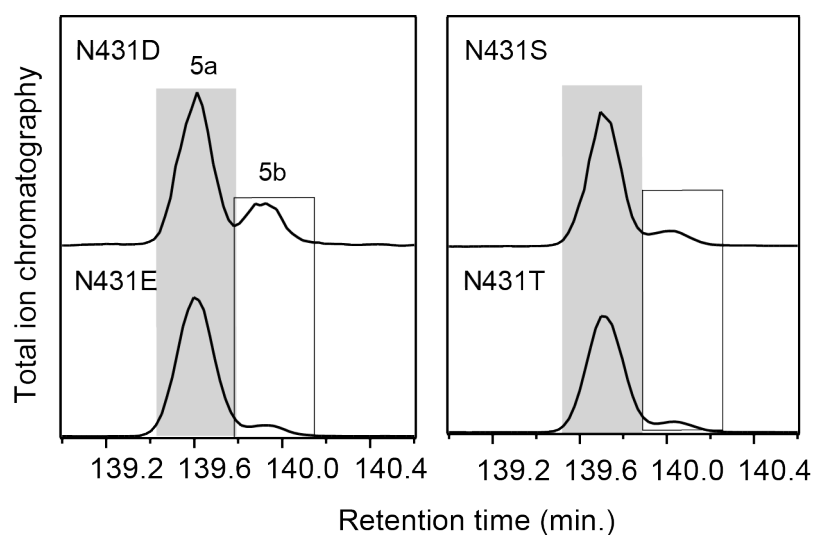 N431D
5a
5b
N431E
N431S
N431T
Total ion chromatography
139.2 139.6 140.0 140.4
139.2 139.6 140.0 140.4
Retention time (min.)